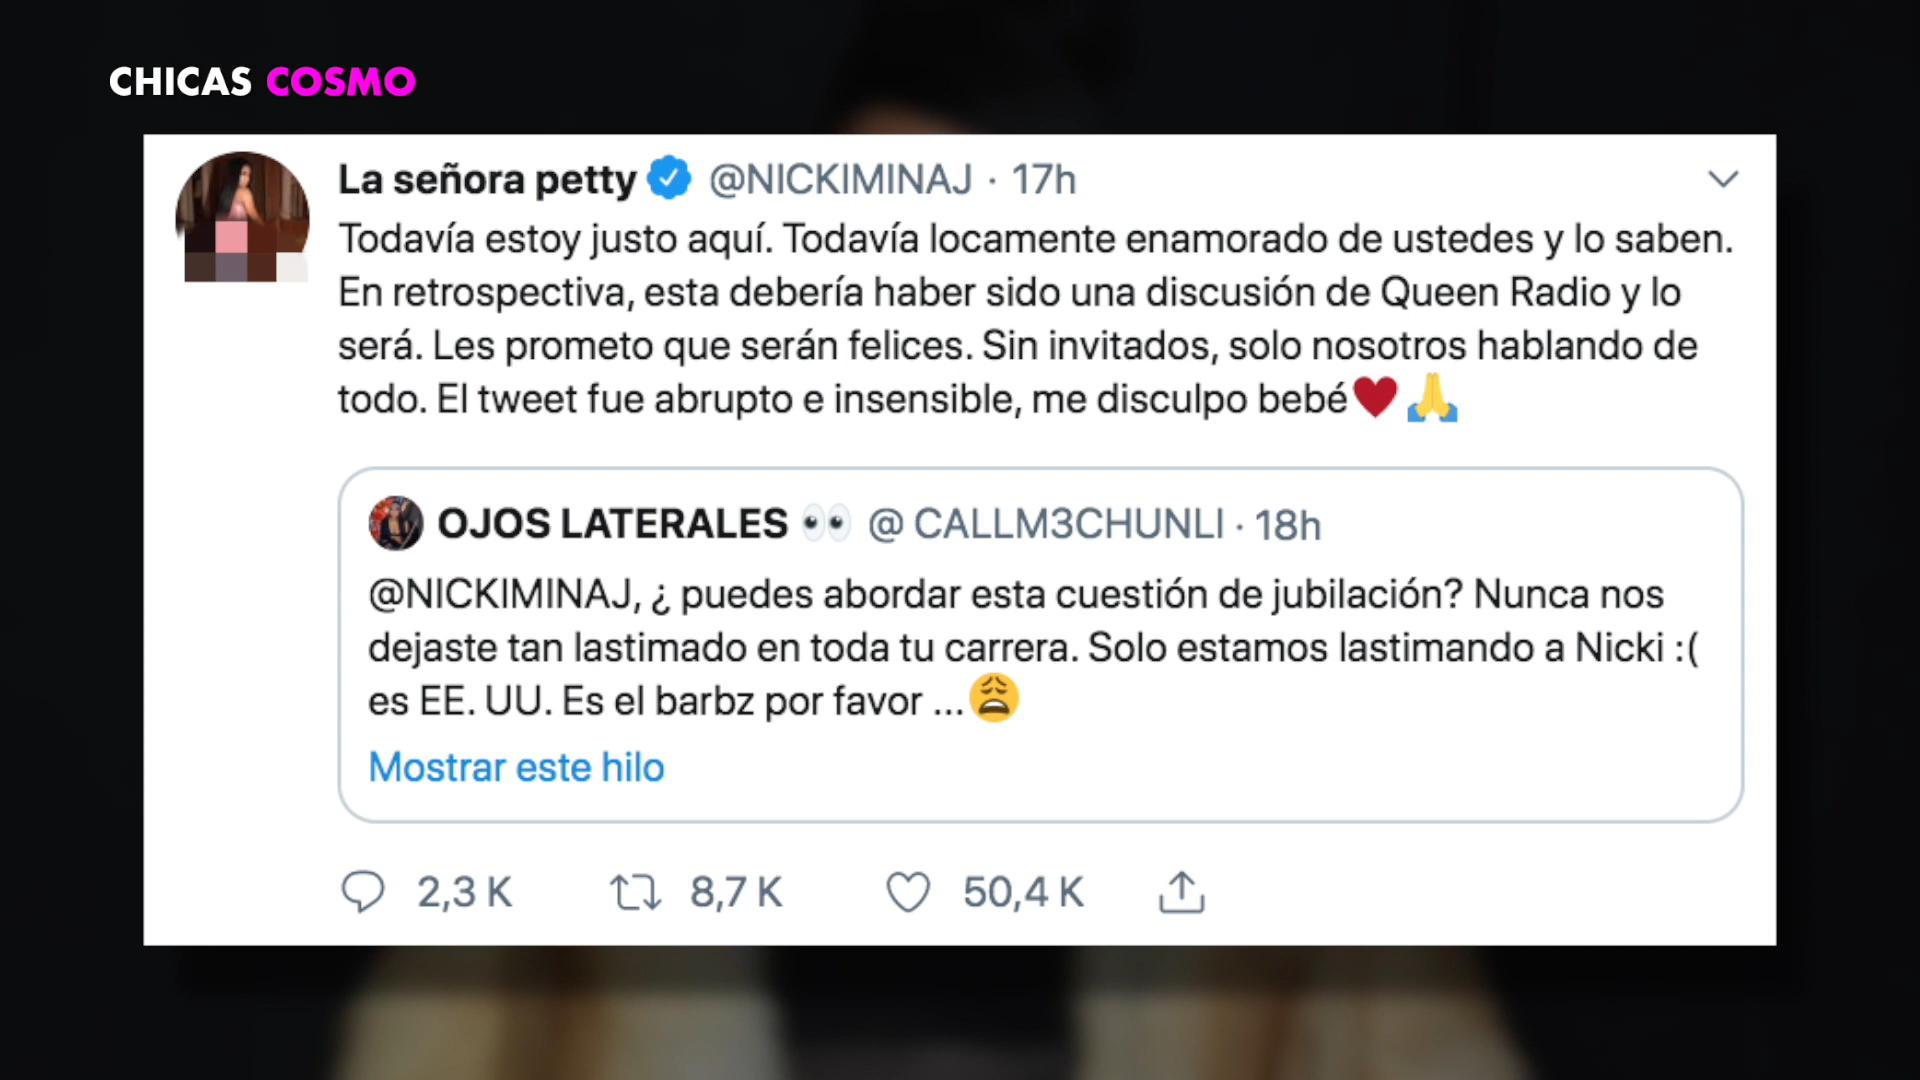 CHICAS COSMO
La señora petty @NICKIMINAJ · 17h
Todavía estoy justo aquí. Todavía locamente enamorado de ustedes y lo saben.
En retrospectiva, esta debería haber sido una discusión de Queen Radio y lo
será. Les prometo que serán felices. Sin invitados, solo nosotros hablando de
todo. El tweet fue abrupto e insensible, me disculpo bebé❤️🙏
OJOS LATERALES 👀 @ CALLM3CHUNLI · 18h
@NICKIMINAJ, ¿ puedes abordar esta cuestión de jubilación? Nunca nos
dejaste tan lastimado en toda tu carrera. Solo estamos lastimando a Nicki :(
es EE. UU. Es el barbz por favor ...😩
Mostrar este hilo
2,3 K 8,7 K 50,4 K